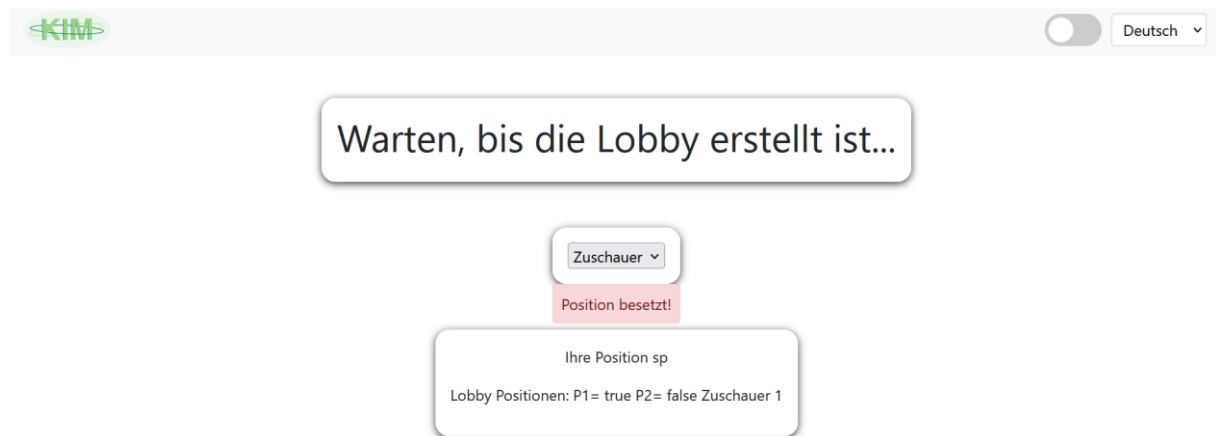 KIM
Deutsch
Warten, bis die Lobby erstellt ist...
Zuschauer
Position besetzt!
Ihre Position sp
Lobby Positionen: P1= true P2= false Zuschauer 1